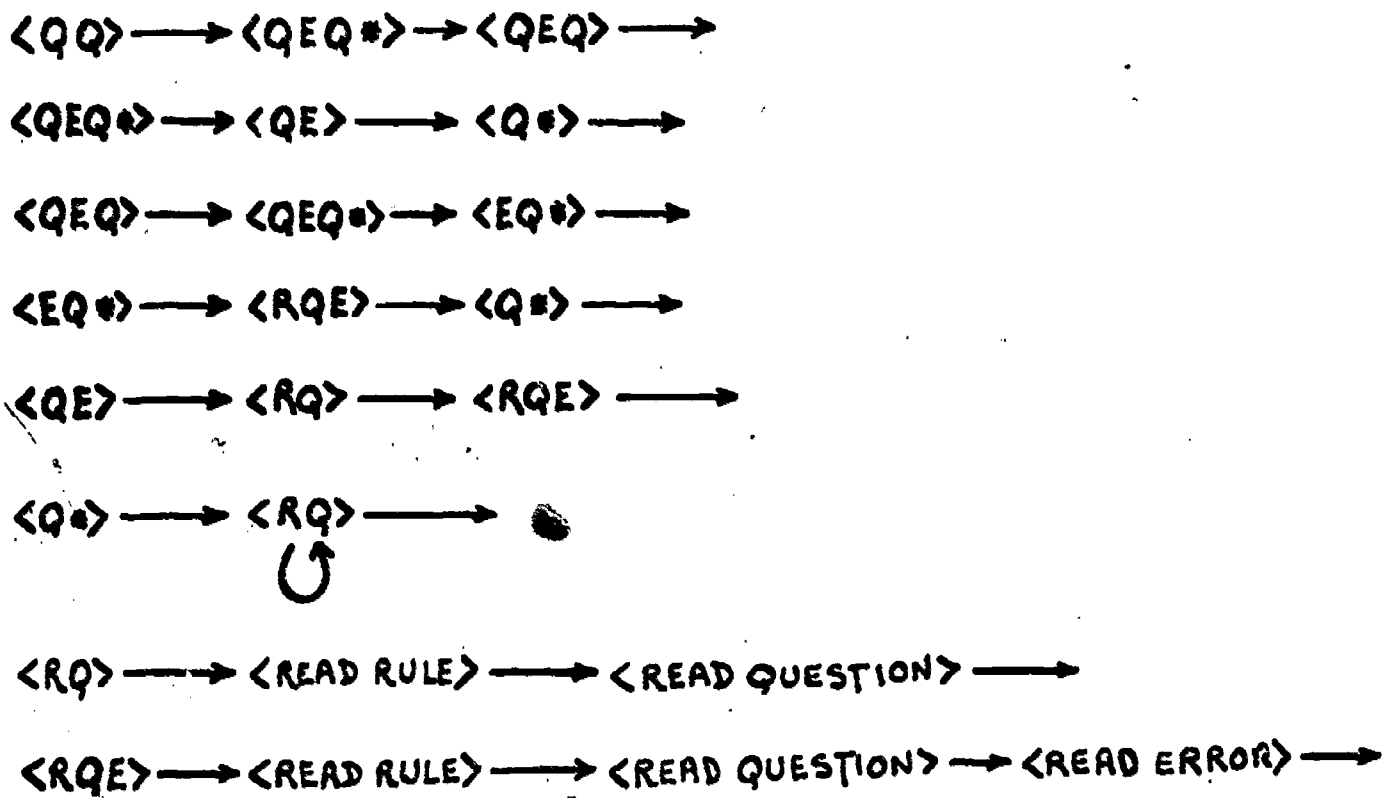 <QQ> → <QEQ*> → <QEQ> →
<QEQ*> → <QE> → <Q*> →
<QEQ> → <QEQ*> → <EQ*> →
<EQ*> → <RQE> → <Q*> →
<QE> → <RQ> → <RQE> →
<Q*> → <RQ> →
<RQ> → <READ RULE> → <READ QUESTION> →
<RQE> → <READ RULE> → <READ QUESTION> → <READ ERROR> →